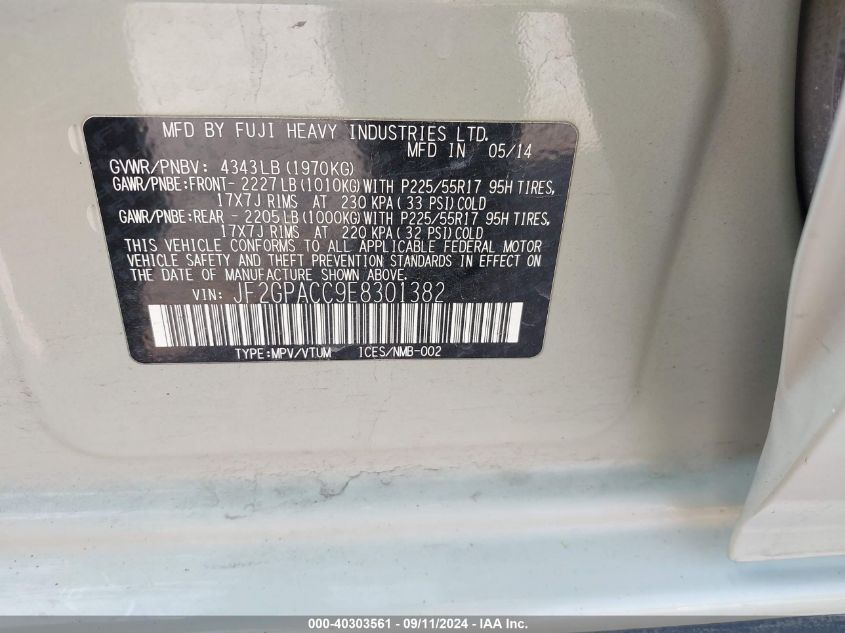 MFD BY FUJI HEAVY INDUSTRIES LTD.
MFD IN 05/14
GVWR/PNBV: 4343LB (1970KG)
GAWR/PNBE:FRONT- 2227LB (1010KG) WITH P225/55R17 95H TIRES,
17X7J RIMS AT 230 KPA ( 33 PSI) COLD
GAWR/PNBE:REAR - 2205LB (1000KG) WITH P225/55R17 95H TIRES,
17X7J RIMS AT 220 KPA ( 32 PSI) COLD
THIS VEHICLE CONFORMS TO ALL APPLICABLE FEDERAL MOTOR
VEHICLE SAFETY AND THEFT PREVENTION STANDARDS IN EFFECT ON
THE DATE OF MANUFACTURE SHOWN ABOVE.
VIN: JF2GPACC9E8301382
TYPE:MPV/VTUM ICES/NMB-002
000-40303561 - 09/11/2024 - IAA Inc.